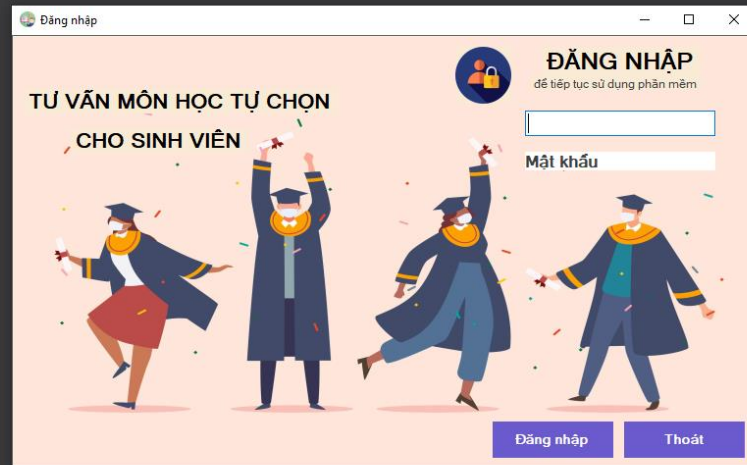 Đăng nhập
TƯ VẤN MÔN HỌC TỰ CHỌN
CHO SINH VIÊN
ĐĂNG NHẬP
để tiếp tục sử dụng phần mềm
Mật khẩu
Đăng nhập
Thoát